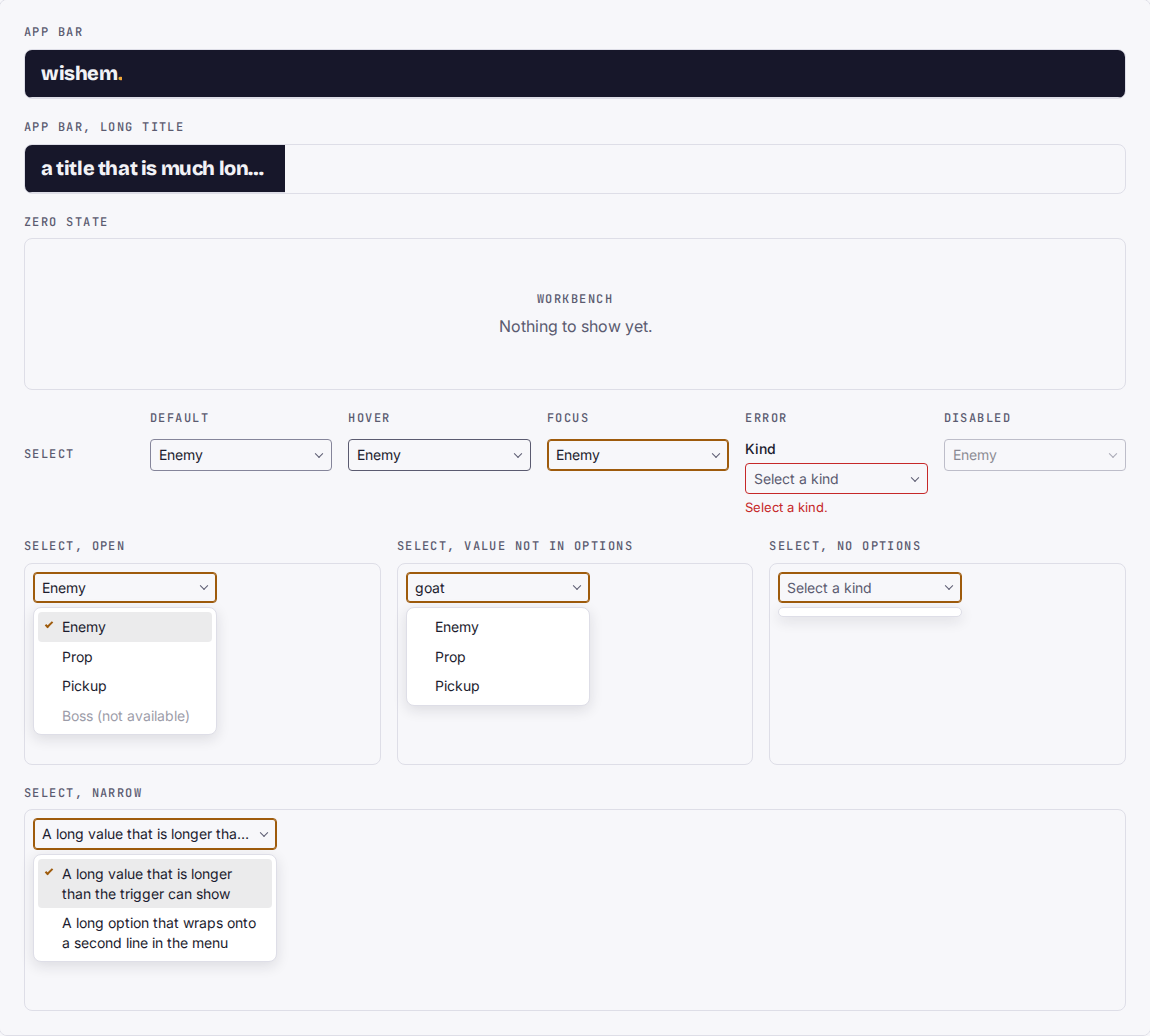 APP BAR
wishem.
APP BAR, LONG TITLE
a title that is much lon...
ZERO STATE
WORKBENCH
Nothing to show yet.
DEFAULT
HOVER
FOCUS
ERROR
DISABLED
SELECT
Enemy
Enemy
Enemy
Kind
Select a kind
Select a kind.
Enemy
SELECT, OPEN
Enemy
Enemy
Prop
Pickup
Boss (not available)
SELECT, VALUE NOT IN OPTIONS
goat
Enemy
Prop
Pickup
SELECT, NO OPTIONS
Select a kind
SELECT, NARROW
A long value that is longer tha...
A long value that is longer
than the trigger can show
A long option that wraps onto
a second line in the menu